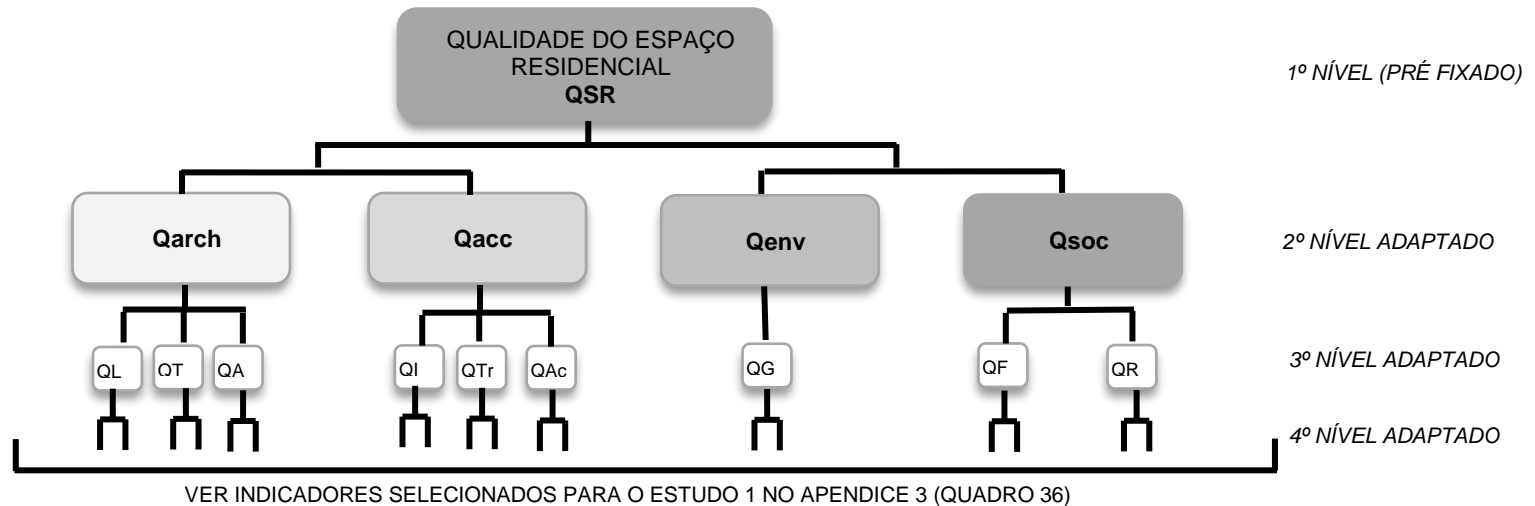 QUALIDADE DO ESPAÇO
RESIDENCIAL
QSR
1º NÍVEL (PRÉ FIXADO)
Qarch
Qacc
Qenv
Qsoc
2º NÍVEL ADAPTADO
QL
QT
QA
QI
QTr
QAc
QG
QF
QR
3º NÍVEL ADAPTADO
4º NÍVEL ADAPTADO
VER INDICADORES SELECIONADOS PARA O ESTUDO 1 NO APENDICE 3 (QUADRO 36)